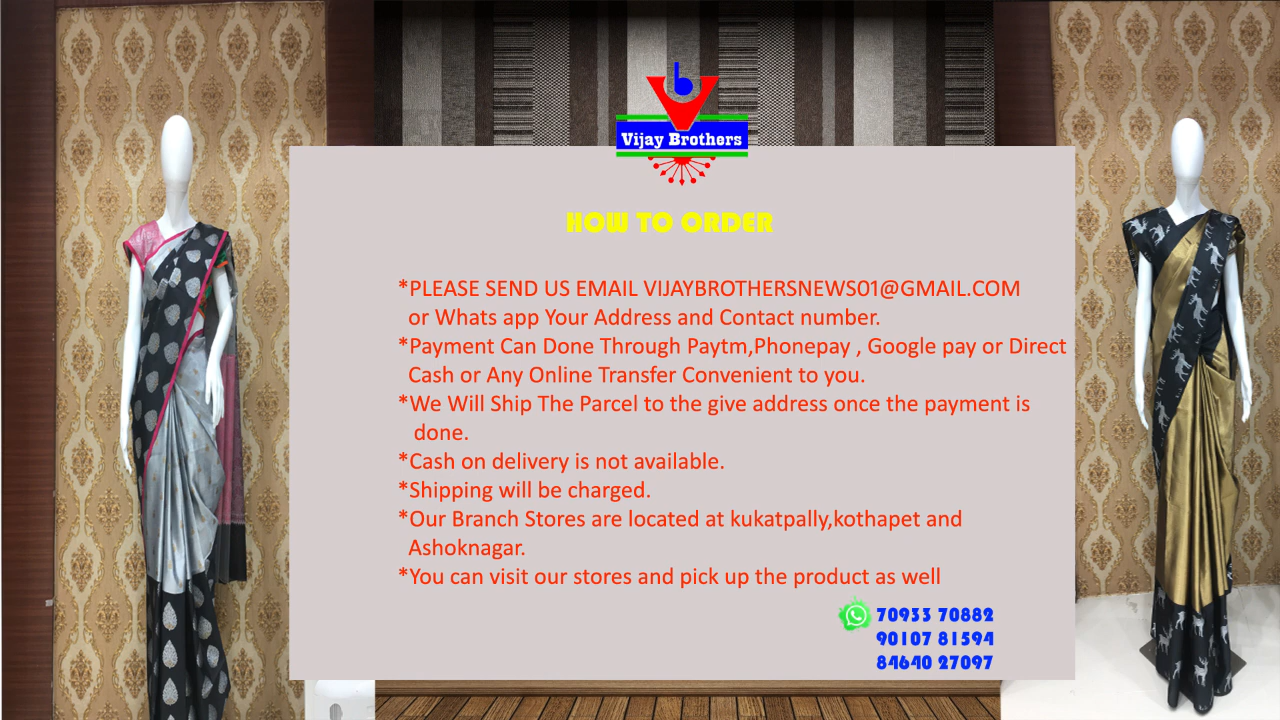 b
Vijay Brothers
HOW TO ORDER
*PLEASE SEND US EMAIL VIJAYBROTHERSNEWS01@GMAIL.COM
or Whats app Your Address and Contact number.
*Payment Can Done Through Paytm,Phonepay , Google pay or Direct
Cash or Any Online Transfer Convenient to you.
*We Will Ship The Parcel to the give address once the payment is
done.
*Cash on delivery is not available.
*Shipping will be charged.
*Our Branch Stores are located at kukatpally,kothapet and
Ashoknagar.
*You can visit our stores and pick up the product as well
70933 70882
90107 81594
84640 27097